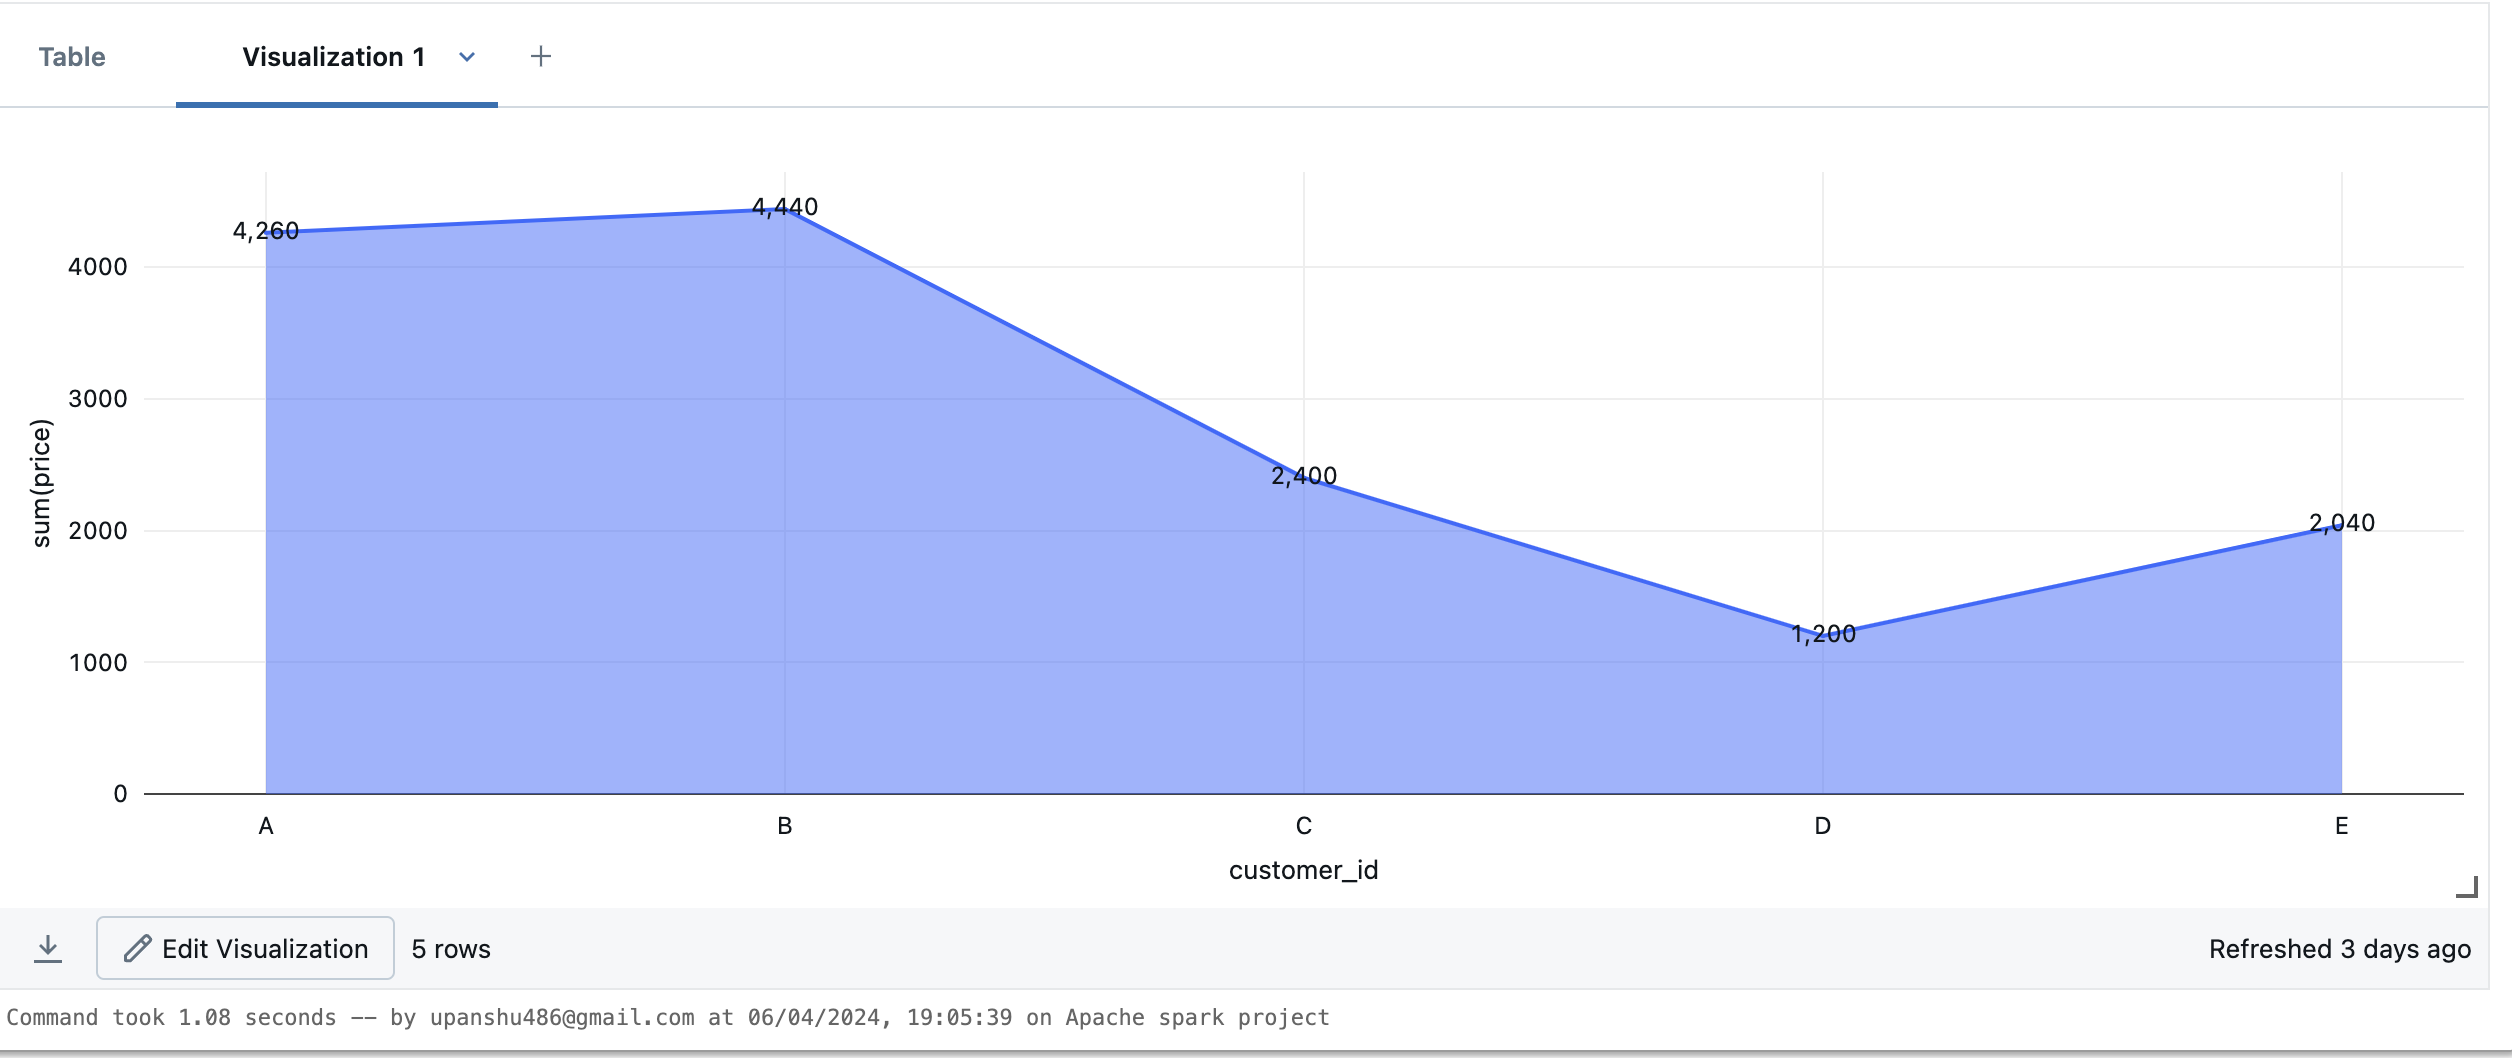 Table Visualization 1
4,260
4,440
2,400
1,200
2,040
4000
3000
2000
1000
0
sum(price)
A B C D E
customer_id
Edit Visualization 5 rows Refreshed 3 days ago
Command took 1.08 seconds -- by upanshu486@gmail.com at 06/04/2024, 19:05:39 on Apache spark project